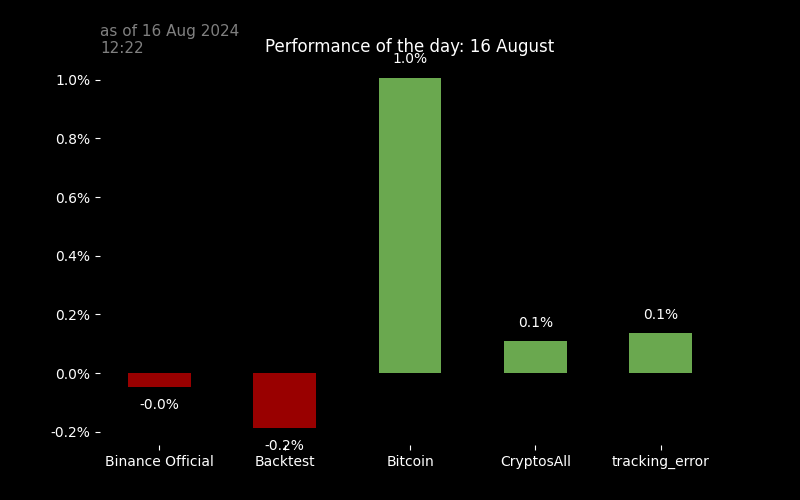 as of 16 Aug 2024
12:22
Performance of the day: 16 August
1.0%
1.0%
0.8%
0.6%
0.4%
0.2%
0.1%
0.1%
0.0%
-0.0%
-0.2%
-0.2%
Binance Official
Backtest
Bitcoin
CryptosAll
tracking_error